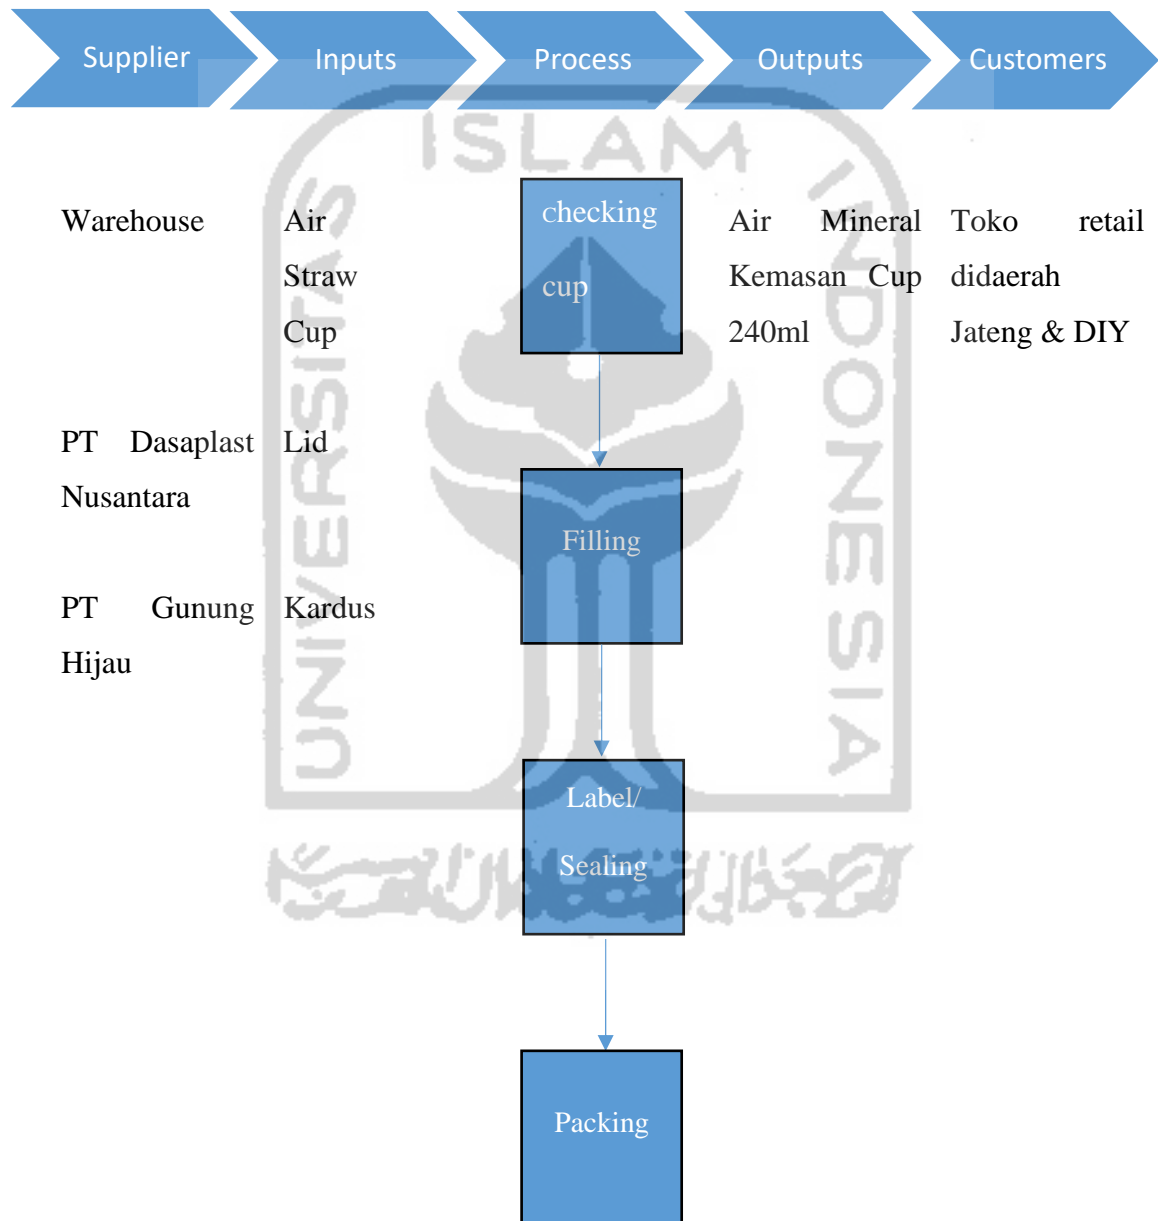 Supplier
Inputs
Process
Outputs
Customers
Warehouse
Air
Straw
Cup
PT Dasaplast
Nusantara
Lid
PT Gunung
Hijau
Kardus
checking
cup
Filling
Label/
Sealing
Packing
Air Mineral
Kemasan Cup
240ml
Toko retail
didaerah
Jateng & DIY
UNIVERSITAS
ISLAM
INDONESIA